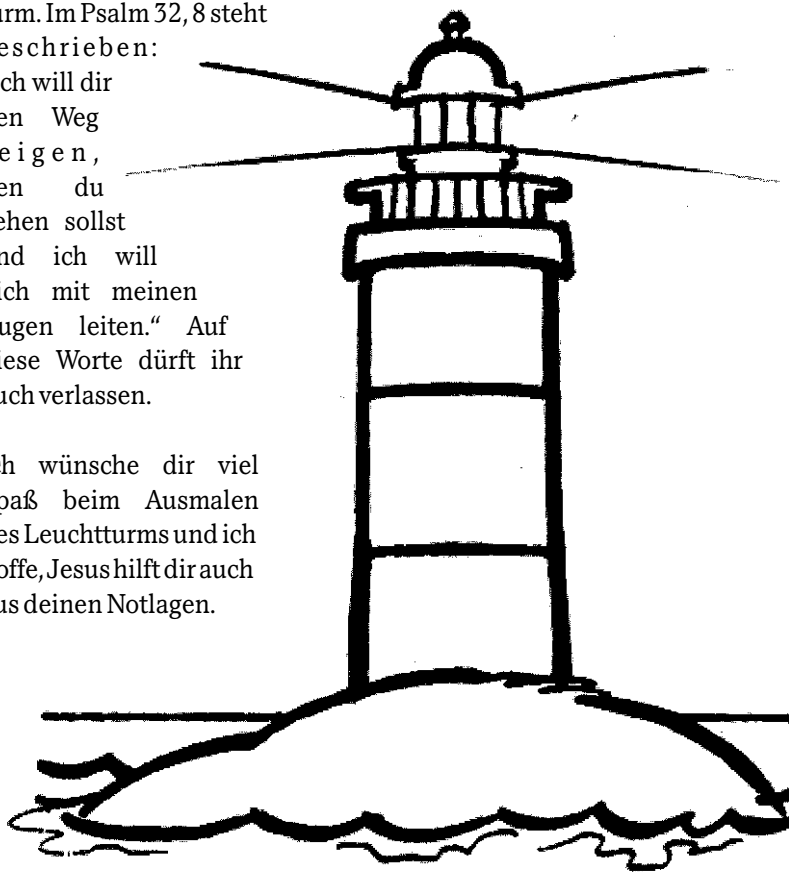 urm. Im Psalm 32, 8 steht
eschrieben:
ch will dir
en Weg
eigen,
en du
ehen sollst
nd ich will
ich mit meinen
ugen leiten.“ Auf
iese Worte dürft ihr
uch verlassen.
ch wünsche dir viel
paß beim Ausmalen
es Leuchtturms und ich
offe, Jesus hilft dir auch
us deinen Notlagen.